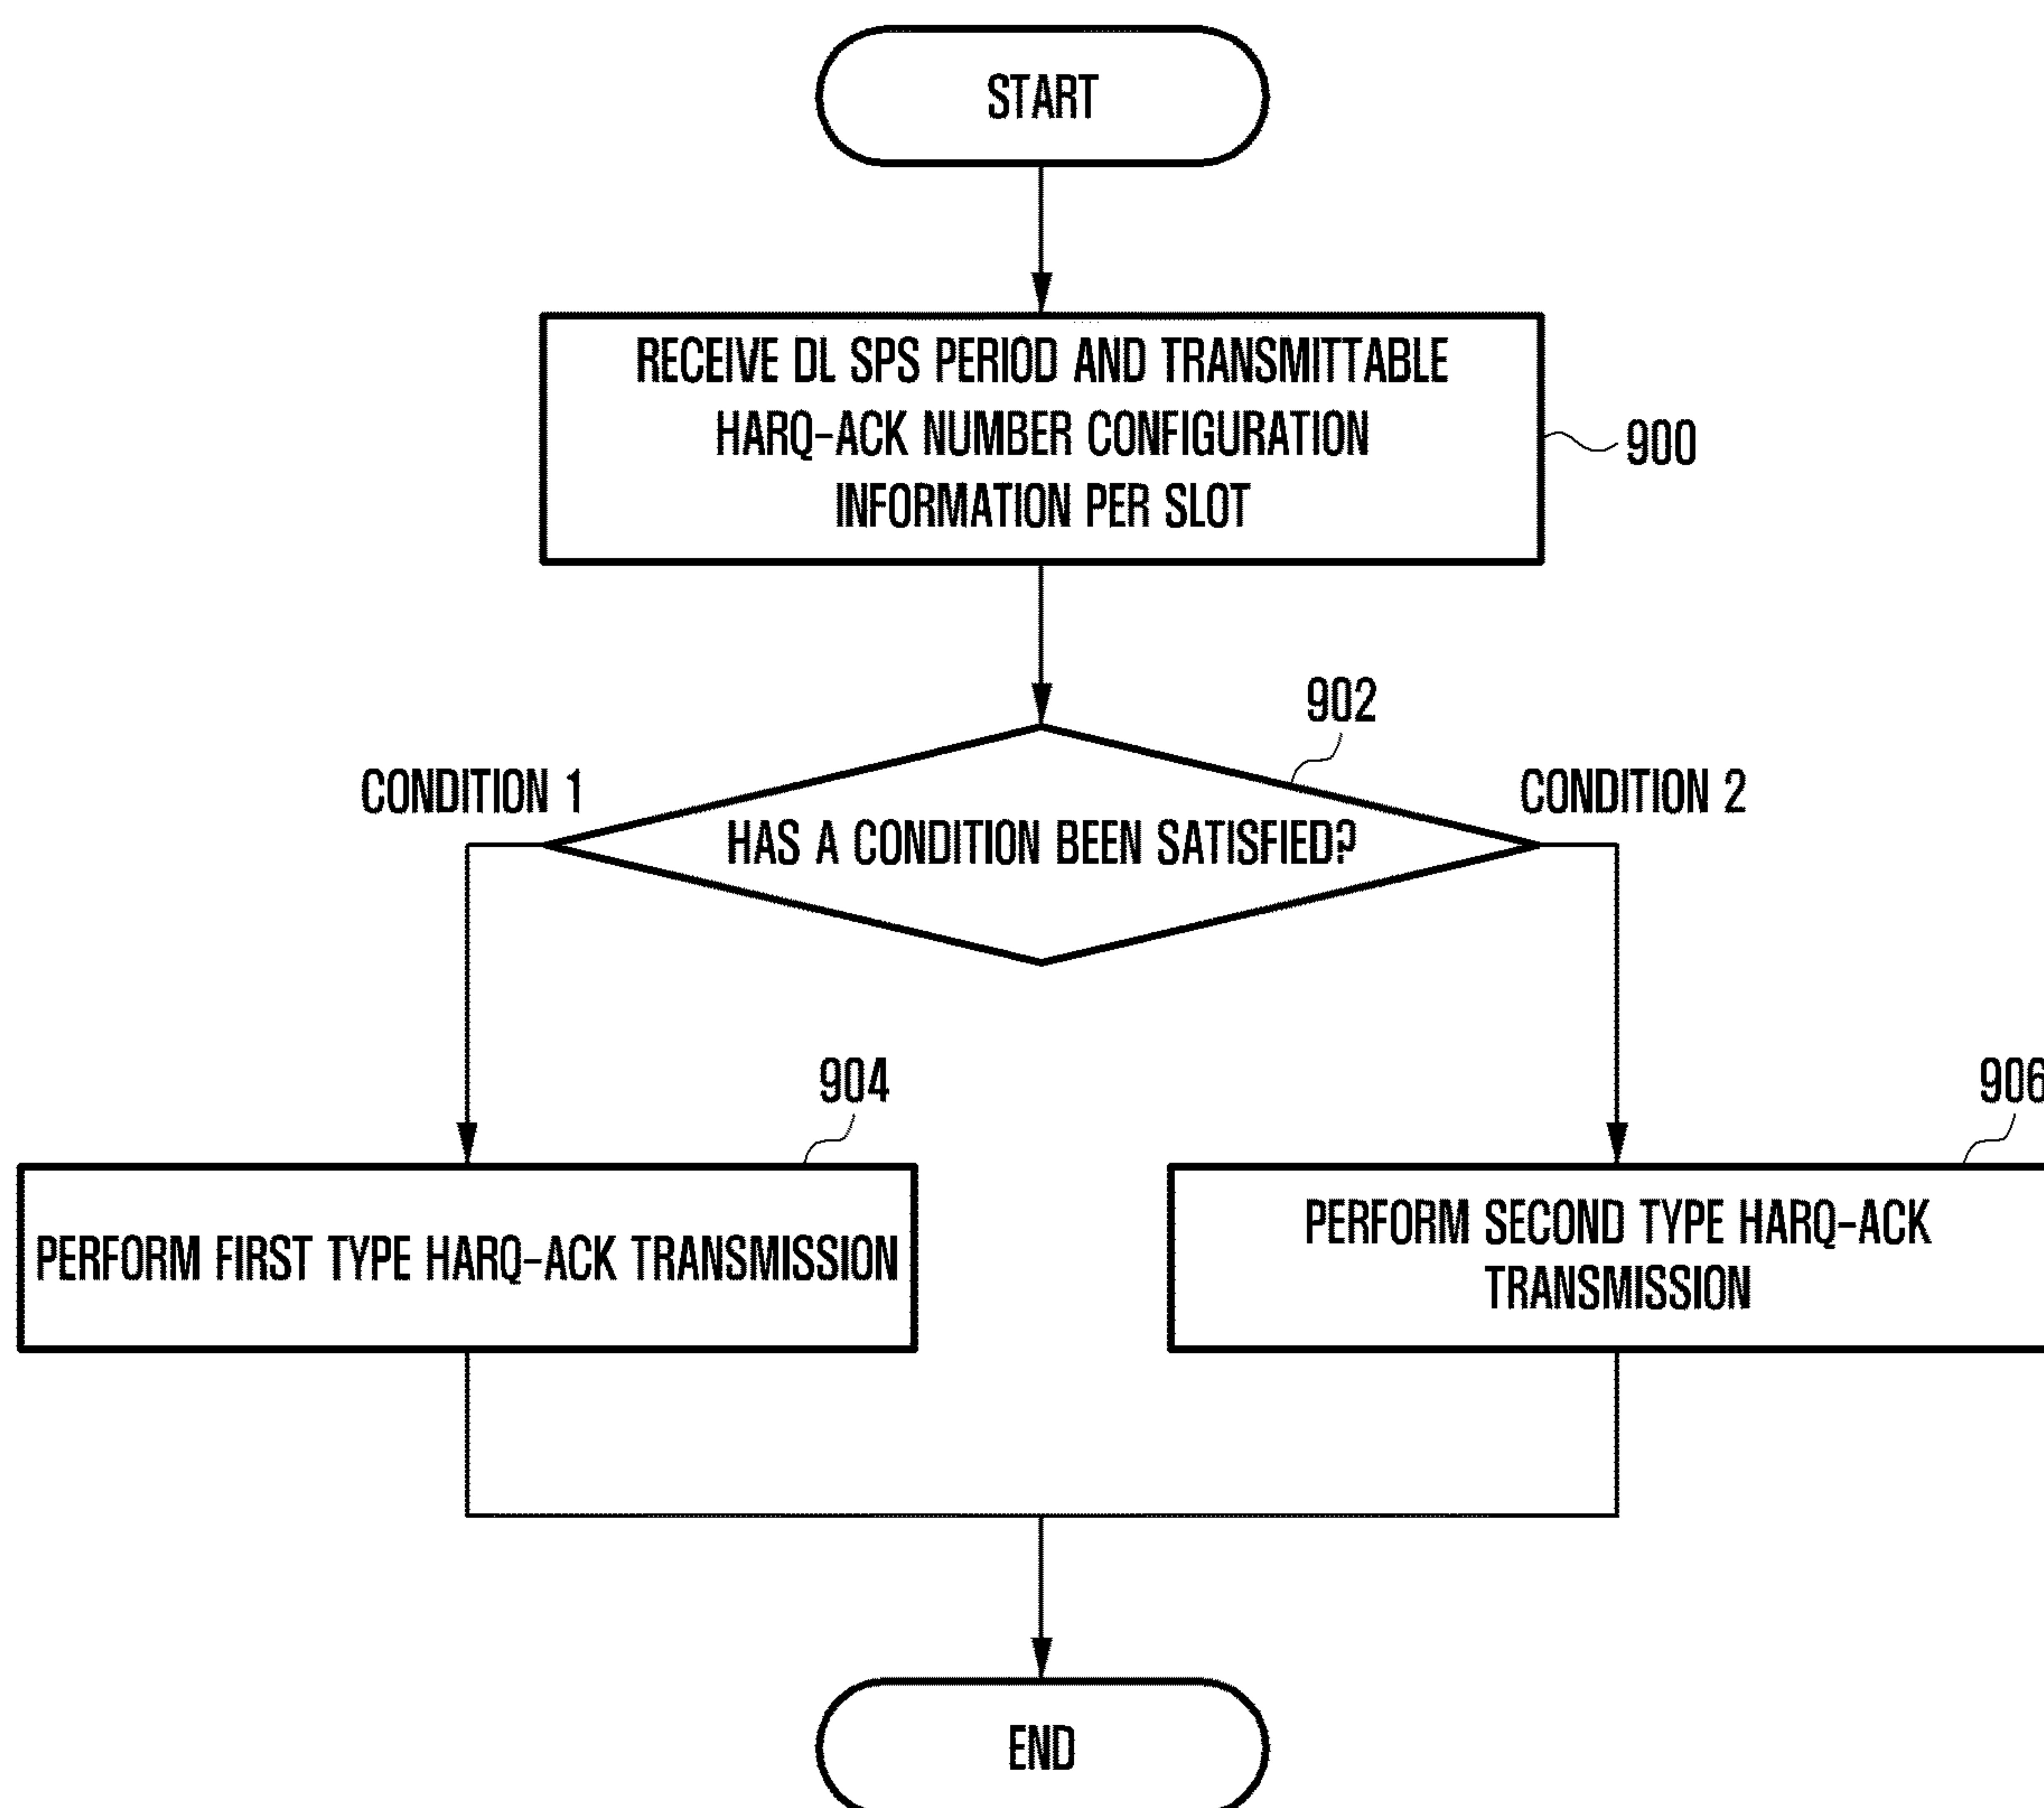 START
RECEIVE DL SPS PERIOD AND TRANSMITTABLE
HARQ-ACK NUMBER CONFIGURATION
INFORMATION PER SLOT
900
902
CONDITION 1
CONDITION 2
HAS A CONDITION BEEN SATISFIED?
904
906
PERFORM FIRST TYPE HARQ-ACK TRANSMISSION
PERFORM SECOND TYPE HARQ-ACK
TRANSMISSION
END